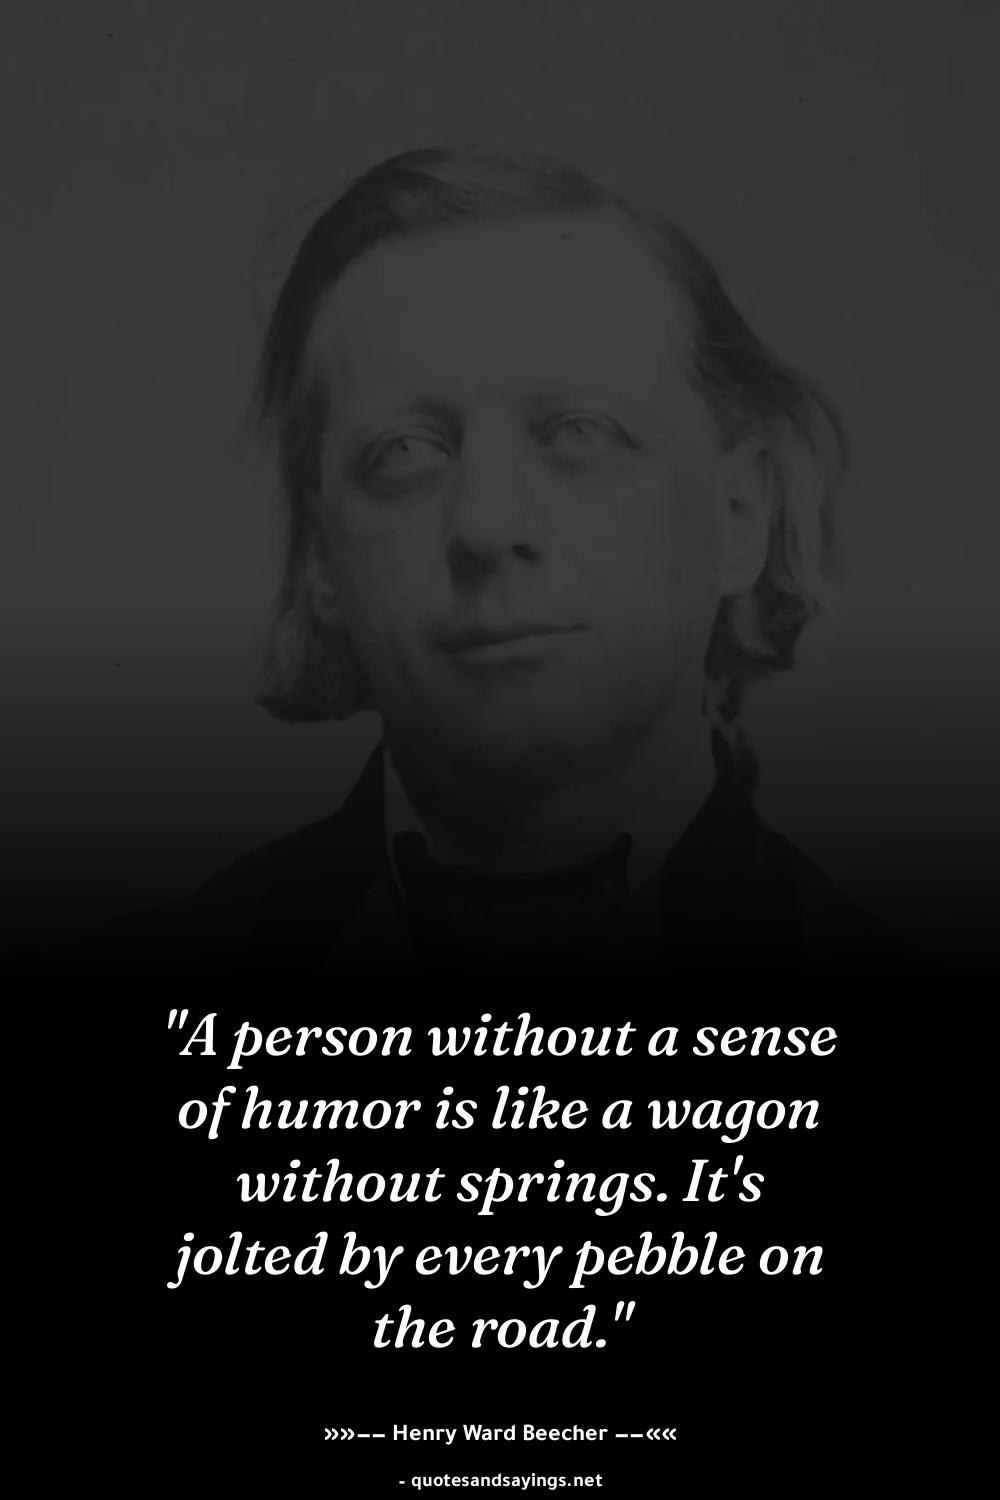 "A person without a sense
of humor is like a wagon
without springs. It's
jolted by every pebble on
the road."
»»–– Henry Ward Beecher ––««
- quotesandsayings.net